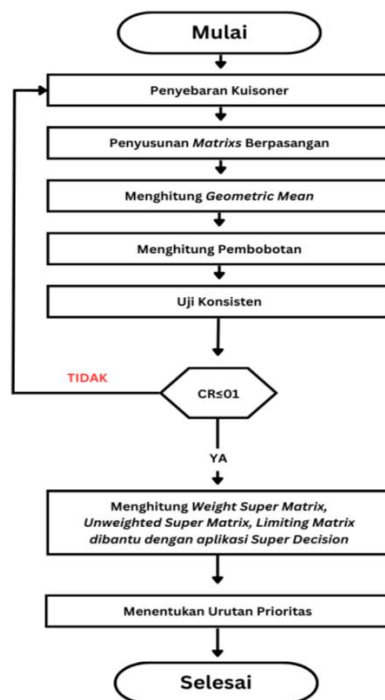 Mulai
Penyebaran Kuisoner
Penyusunan Matrixs Berpasangan
Menghitung Geometric Mean
Menghitung Pembobotan
Uji Konsisten
TIDAK
CR≤01
YA
Menghitung Weight Super Matrix,
Unweighted Super Matrix, Limiting Matrix
dibantu dengan aplikasi Super Decision
Menentukan Urutan Prioritas
Selesai